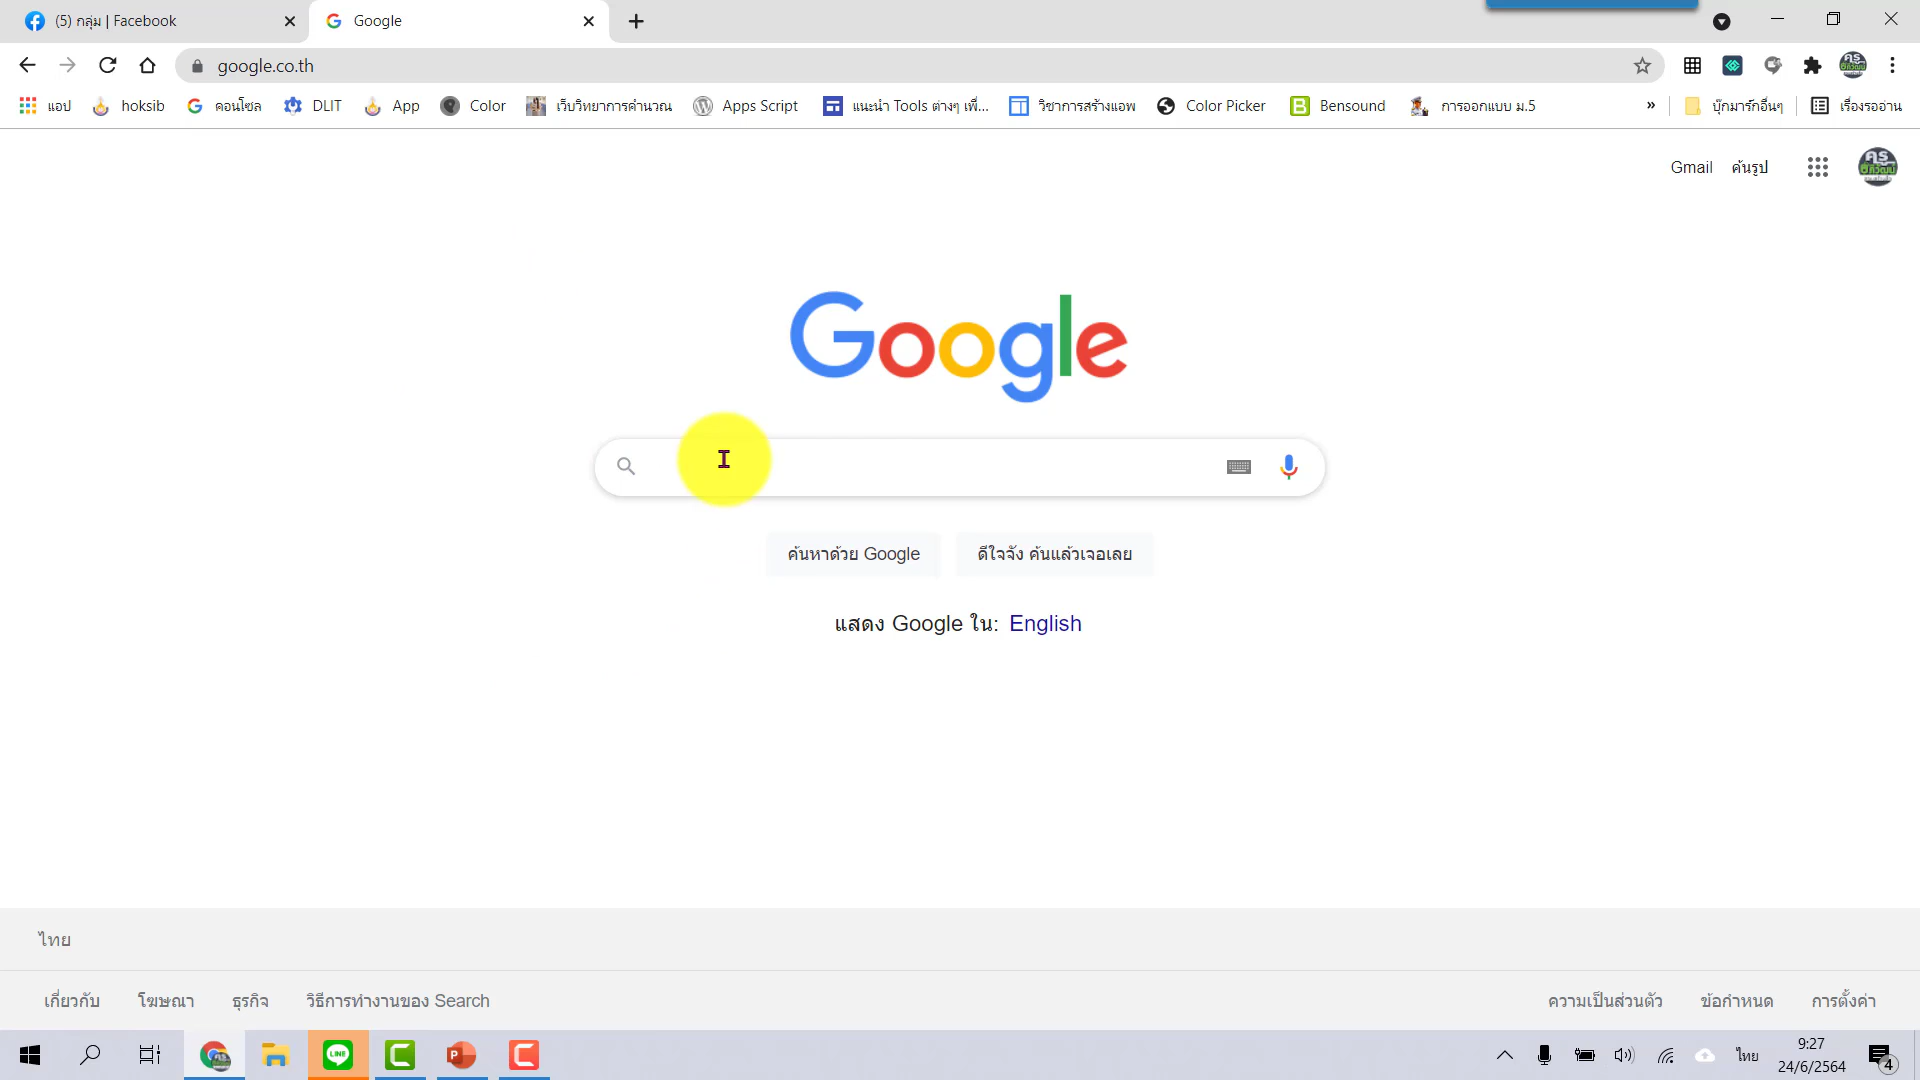 (5) กลุ่ม | Facebook
Google
google.co.th
แอป
hoksib
คอนโซล
DLIT
App
Color
เว็บวิทยาการคำนวณ
Apps Script
แนะนำ Tools ต่างๆ เพื่...
วิชาการสร้างแอพ
Color Picker
Bensound
การออกแบบ ม.5
»
บุ๊กมาร์กอื่นๆ
เรื่องรออ่าน
Gmail
ค้นรูป
Google
ค้นหาด้วย Google
ดีใจจัง ค้นแล้วเจอเลย
แสดง Google ใน: English
ไทย
เกี่ยวกับ
โฆษณา
ธุรกิจ
วิธีการทำงานของ Search
ความเป็นส่วนตัว
ข้อกำหนด
การตั้งค่า
LINE
ไทย
9:27
24/6/2564
4